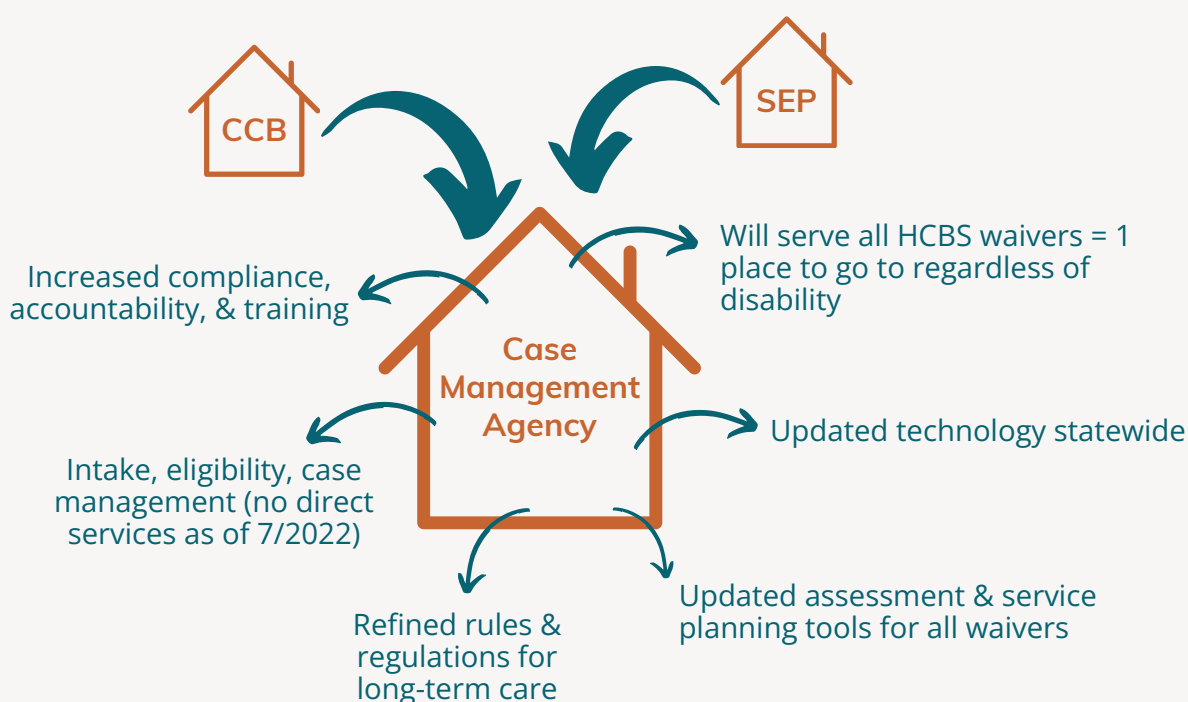 CCB
SEP
Will serve all HCBS waivers = 1
place to go to regardless of
disability
Increased compliance,
accountability, & training
Case
Management
Agency
Updated technology statewide
Intake, eligibility, case
management (no direct
services as of 7/2022)
Updated assessment & service
planning tools for all waivers
Refined rules &
regulations for
long-term care